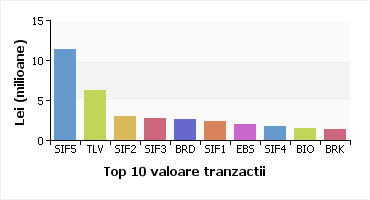 Lei (milioane)
15
10
5
0
SIF5 TLV SIF2 SIF3 BRD SIF1 EBS SIF4 BIO BRK
Top 10 valoare tranzactii